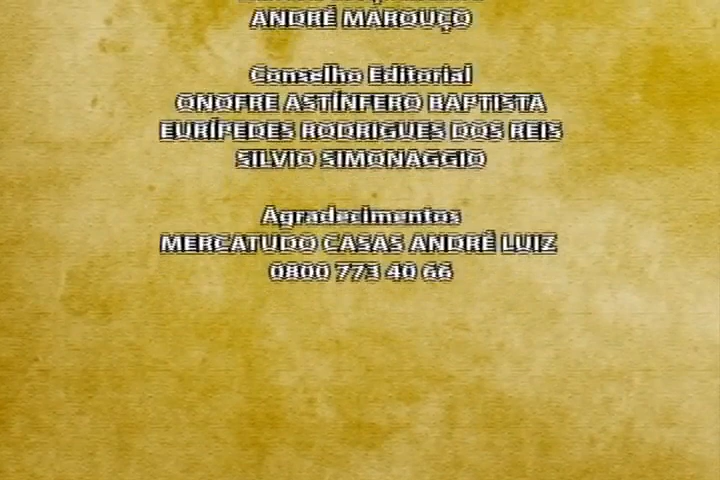 ANDRÉ MAROUÇO
Conselho Editorial
ONOFRE ASTÍNFERO BAPTISTA
EURÍPEDES RODRIGUES DOS REIS
SILVIO SIMONAGGIO
Agradecimentos
MERCATUDO CASAS ANDRÉ LUIZ
0800 773 40 66